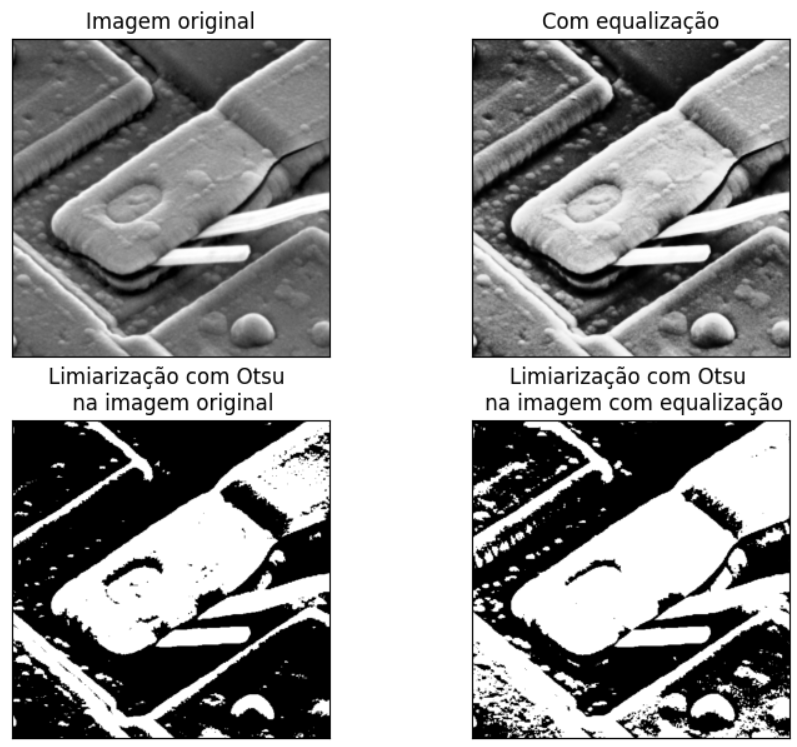 Imagem original
Com equalização
Limiarização com Otsu
na imagem original
Limiarização com Otsu
na imagem com equalização